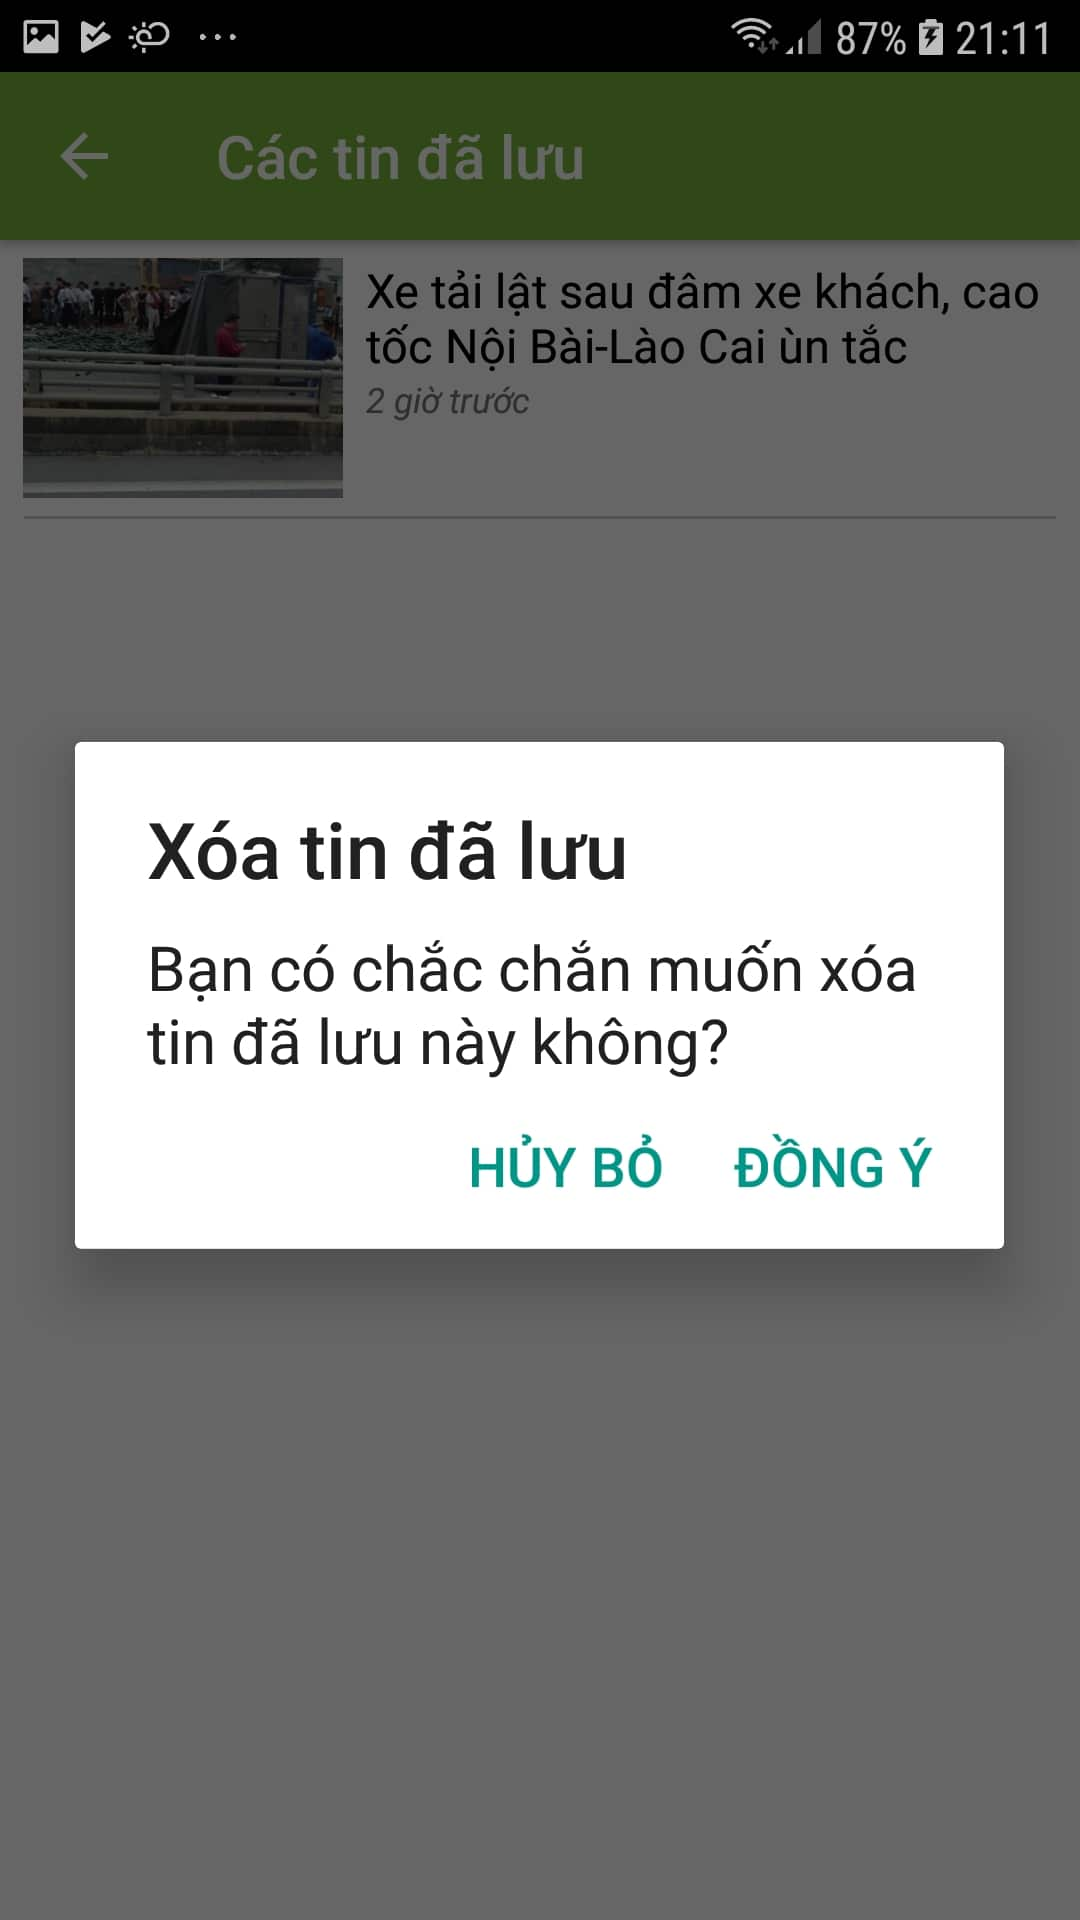 87% 21:11
Các tin đã lưu
Xe tải lật sau đâm xe khách, cao
tốc Nội Bài-Lào Cai ùn tắc
2 giờ trước
Xóa tin đã lưu
Bạn có chắc chắn muốn xóa
tin đã lưu này không?
HỦY BỎ ĐỒNG Ý